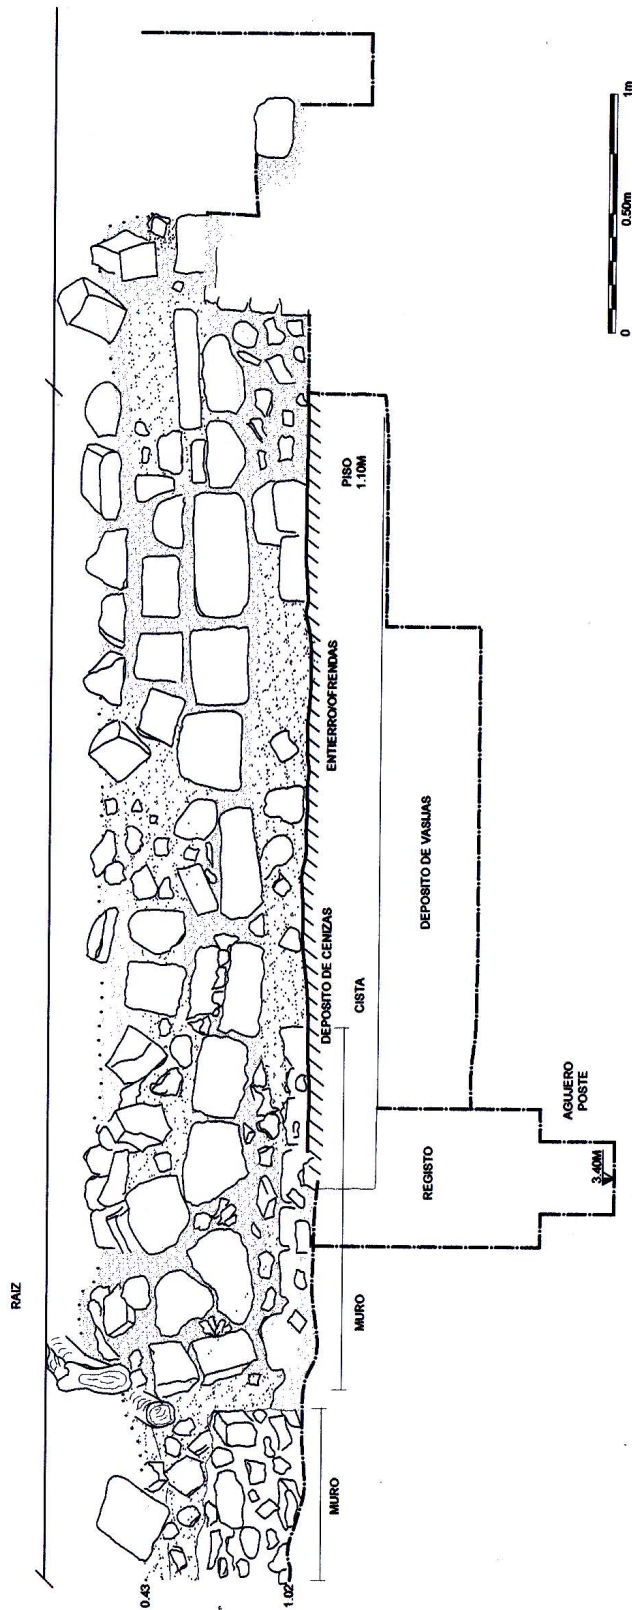 RAIZ
0.43
1.02
MURO
MURO
REGISTO
3.40M
AGUJERO
POSTE
CISTA
DEPOSITO DE CENIZAS
DEPOSITO DE VASIJAS
ENTIERRO/OFRENDAS
PISO
1.10M
0
0.50m
1m